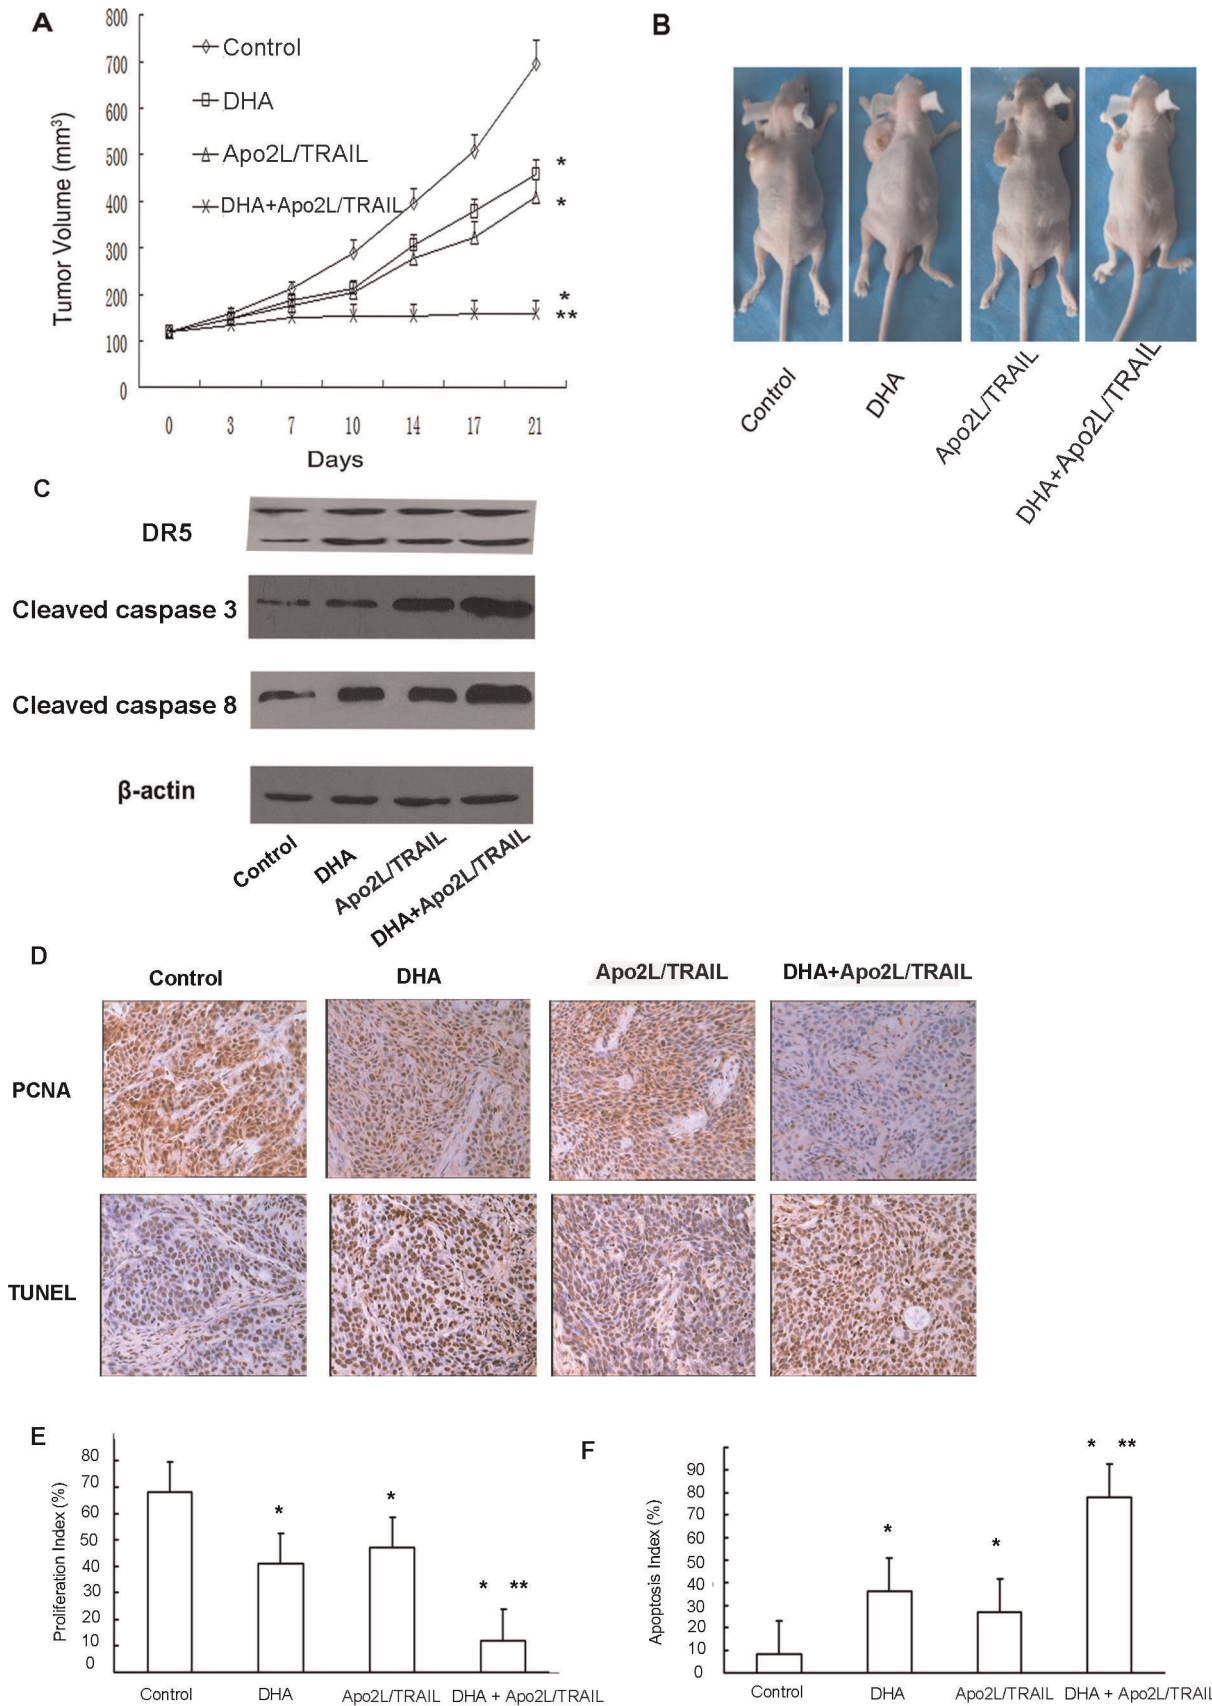 A
800
700
600
500
400
300
200
100
0
Tumor Volume (mm³)
Control
DHA
Apo2L/TRAIL
DHA+Apo2L/TRAIL
*
*
*
**
0 3 7 10 14 17 21
Days
B
Control
DHA
Apo2L/TRAIL
DHA+Apo2L/TRAIL
C
DR5
Cleaved caspase 3
Cleaved caspase 8
β-actin
Control
DHA
Apo2L/TRAIL
DHA+Apo2L/TRAIL
D
Control DHA Apo2L/TRAIL DHA+Apo2L/TRAIL
PCNA
TUNEL
E
80
70
60
50
40
30
20
10
0
Proliferation Index (%)
*
*
* **
Control DHA Apo2L/TRAIL DHA + Apo2L/TRAIL
F
90
80
70
60
50
40
30
20
10
0
Apoptosis Index (%)
*
*
* **
Control DHA Apo2L/TRAIL DHA + Apo2L/TRAIL